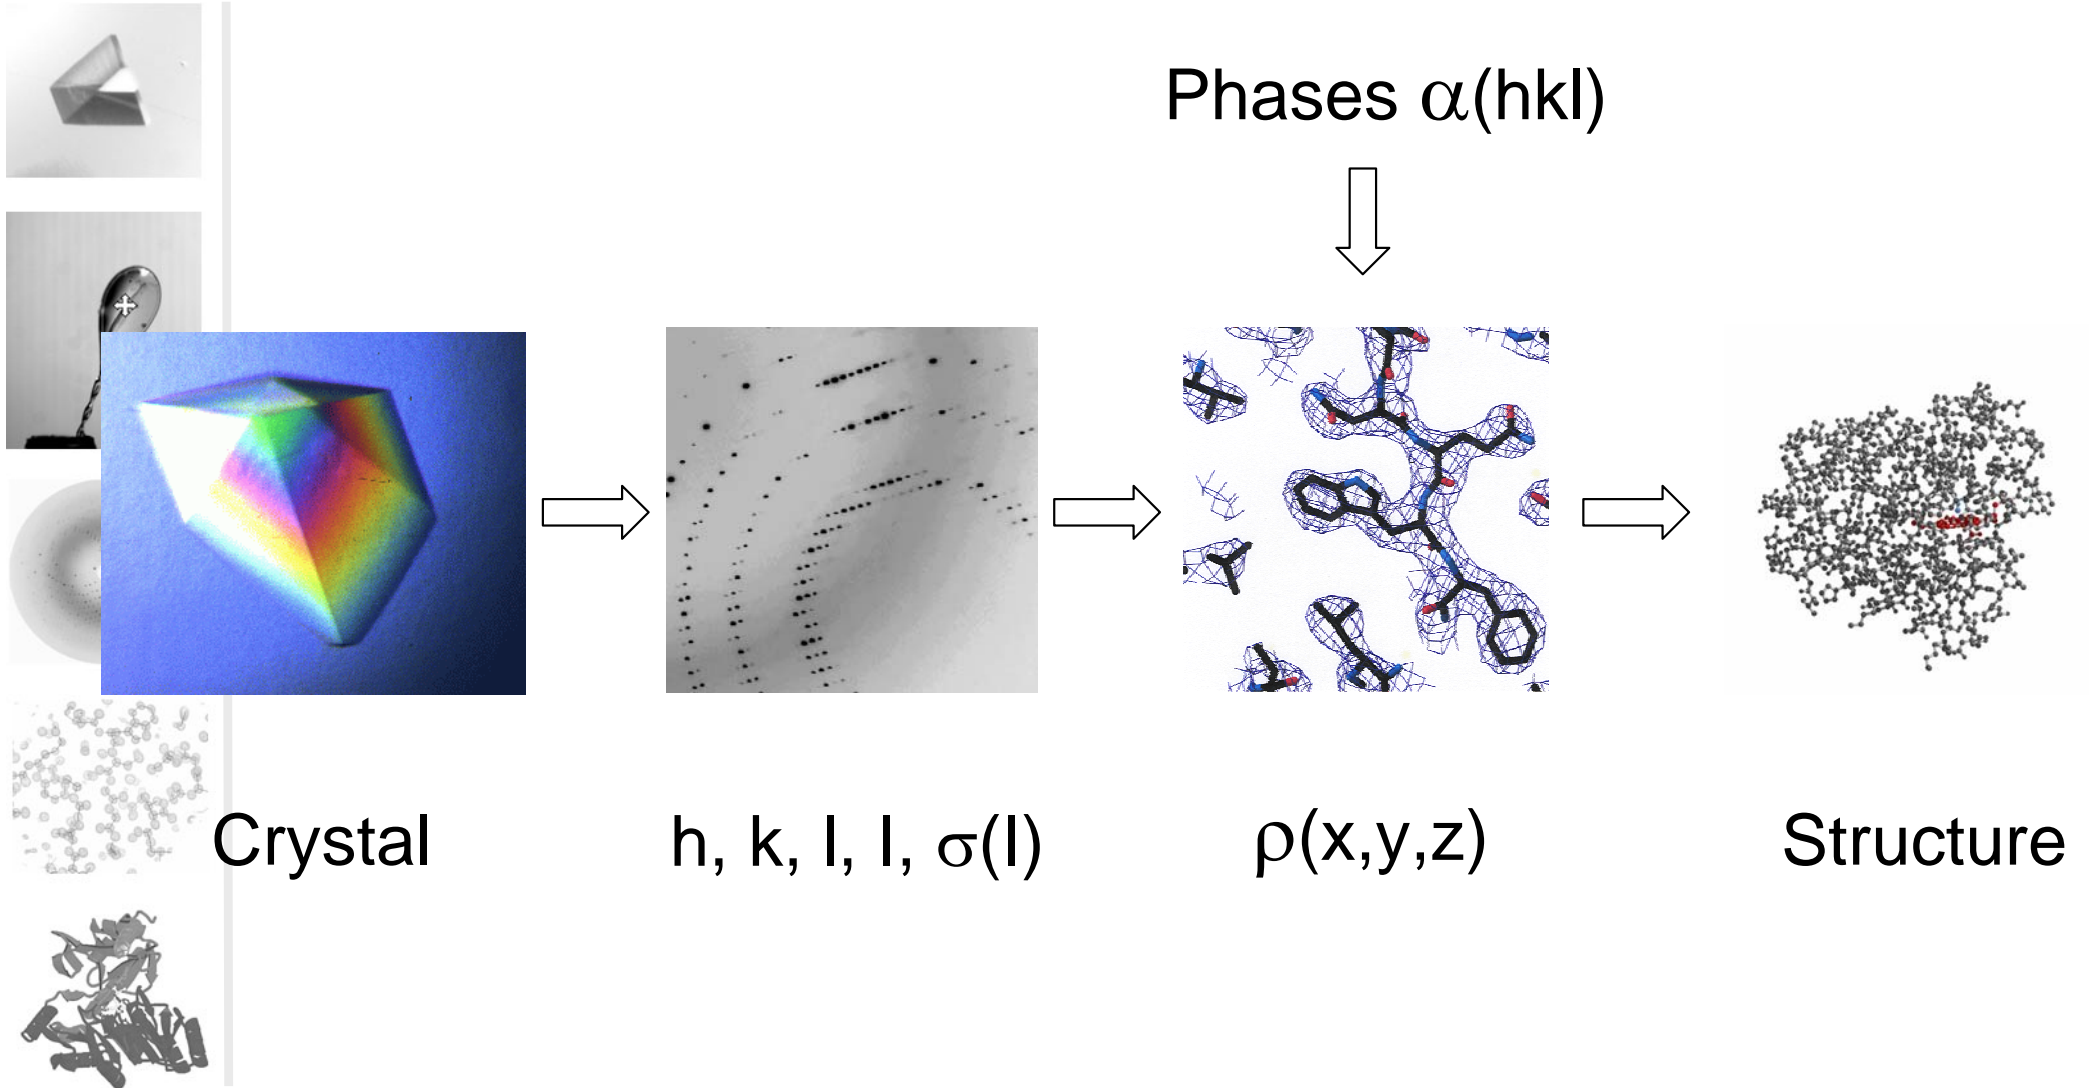 Phases α(hkl)
Crystal
h, k, l, I, σ(I)
ρ(x,y,z)
Structure